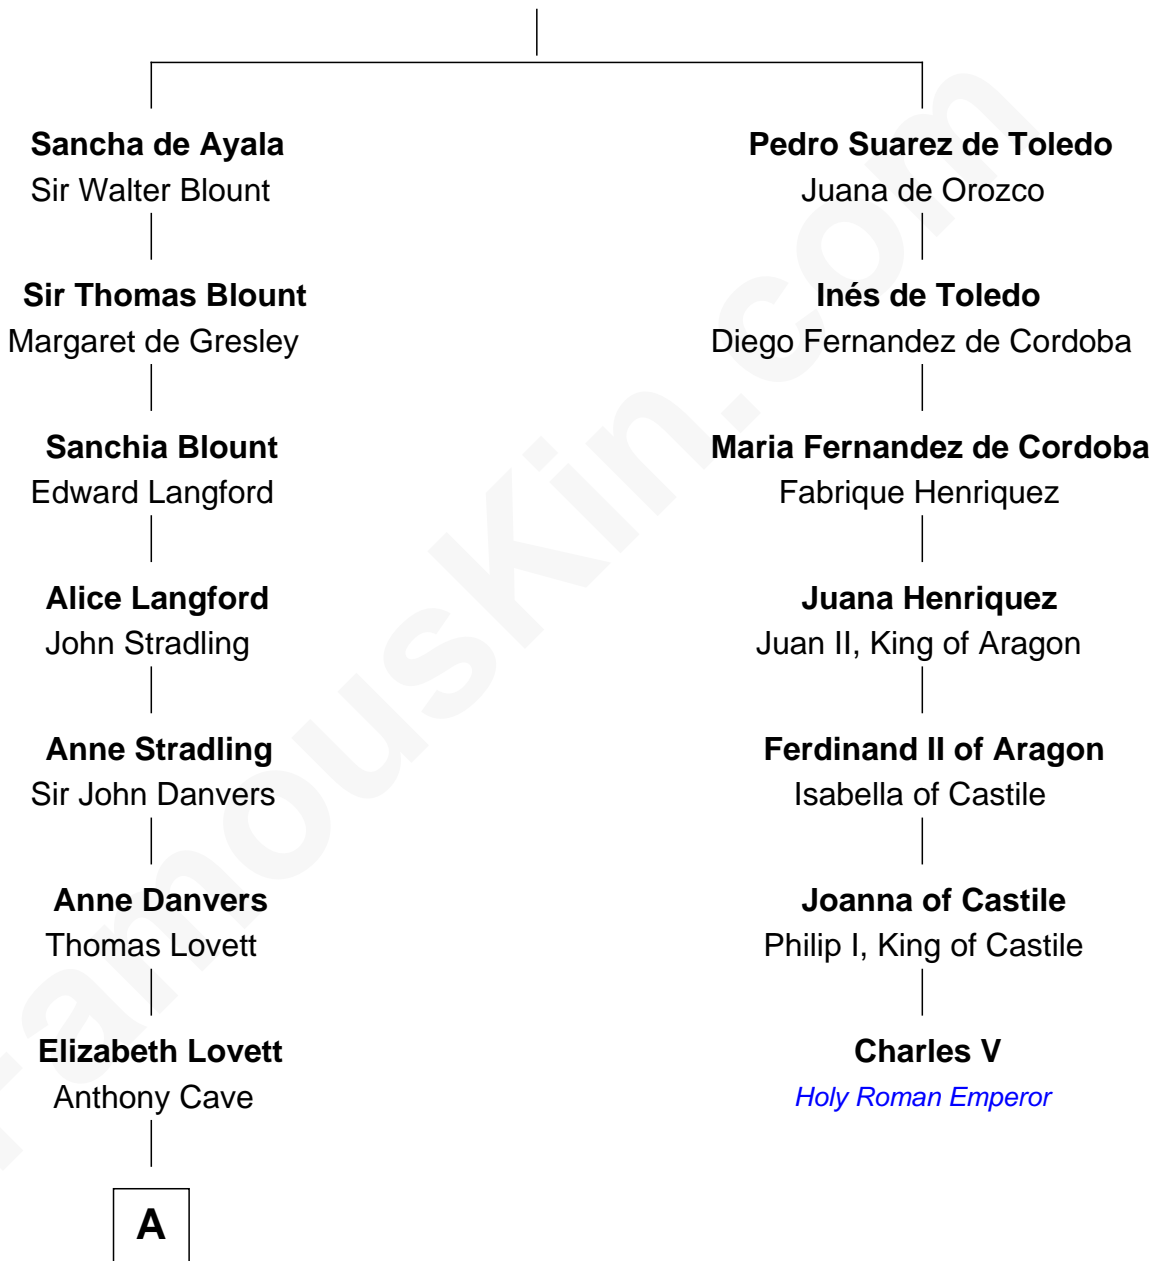 Sancha de Ayala
Sir Walter Blount
Sir Thomas Blount
Margaret de Gresley
Sanchia Blount
Edward Langford
Alice Langford
John Stradling
Anne Stradling
Sir John Danvers
Anne Danvers
Thomas Lovett
Elizabeth Lovett
Anthony Cave
A
Pedro Suarez de Toledo
Juana de Orozco
Inés de Toledo
Diego Fernandez de Cordoba
Maria Fernandez de Cordoba
Fabrique Henriquez
Juana Henriquez
Juan II, King of Aragon
Ferdinand II of Aragon
Isabella of Castile
Joanna of Castile
Philip I, King of Castile
Charles V
Holy Roman Emperor
FamousKin.com